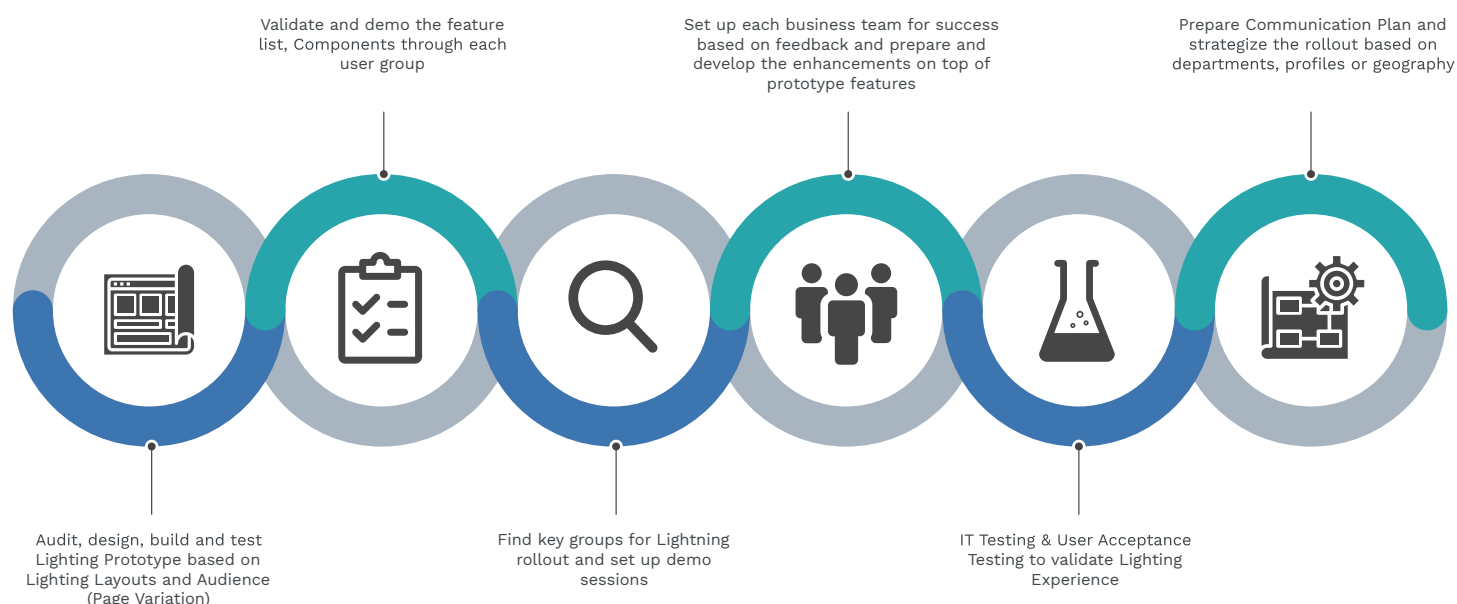 Validate and demo the feature
list, Components through each
user group
Set up each business team for success
based on feedback and prepare and
develop the enhancements on top of
prototype features
Prepare Communication Plan and
strategize the rollout based on
departments, profiles or geography
Audit, design, build and test
Lighting Prototype based on
Lighting Layouts and Audience
(Page Variation)
Find key groups for Lightning
rollout and set up demo
sessions
IT Testing & User Acceptance
Testing to validate Lighting
Experience